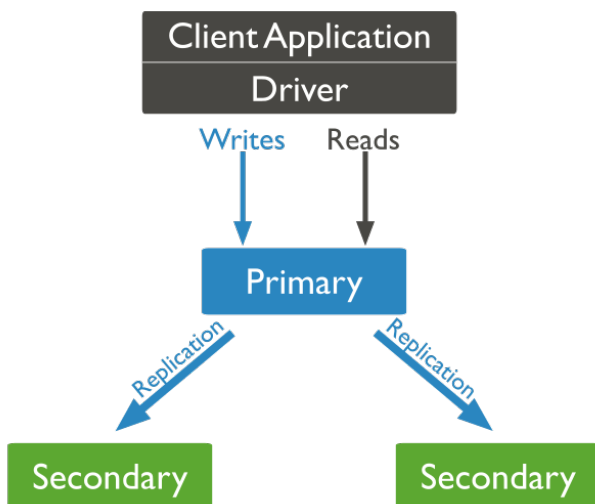 Client Application
Driver
Writes Reads
Primary
Replication Replication
Secondary Secondary